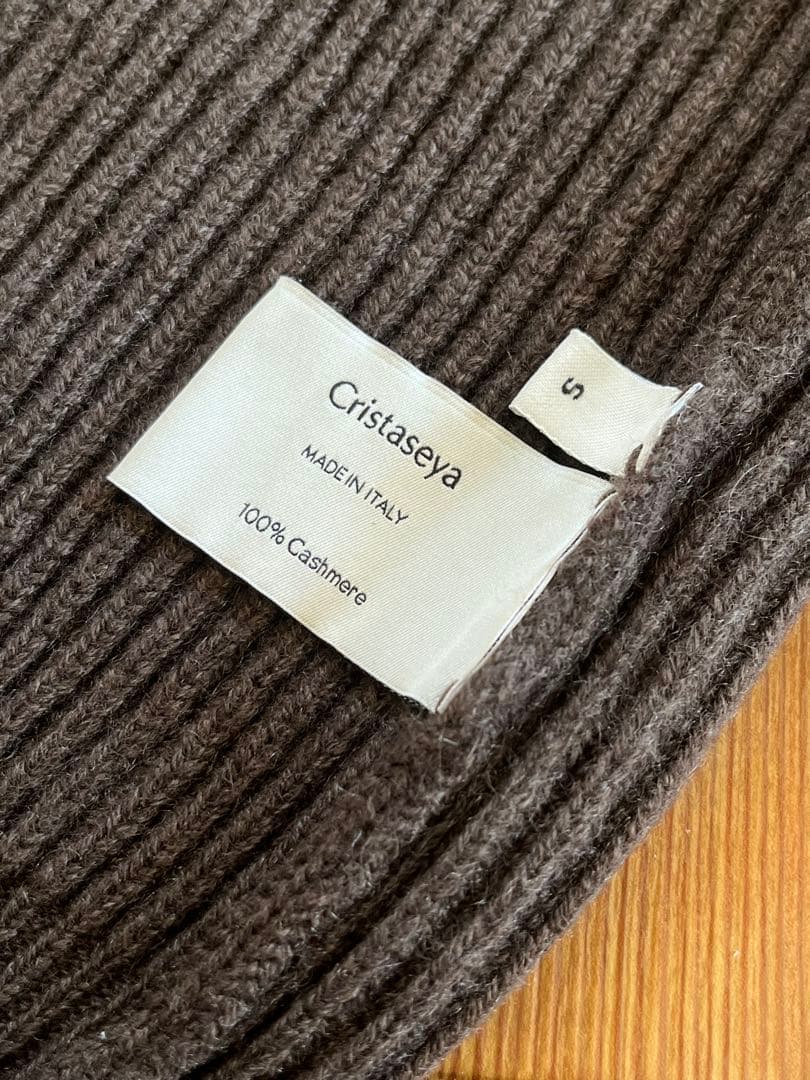 Cristaseya
MADE IN ITALY
100% Cashmere
S